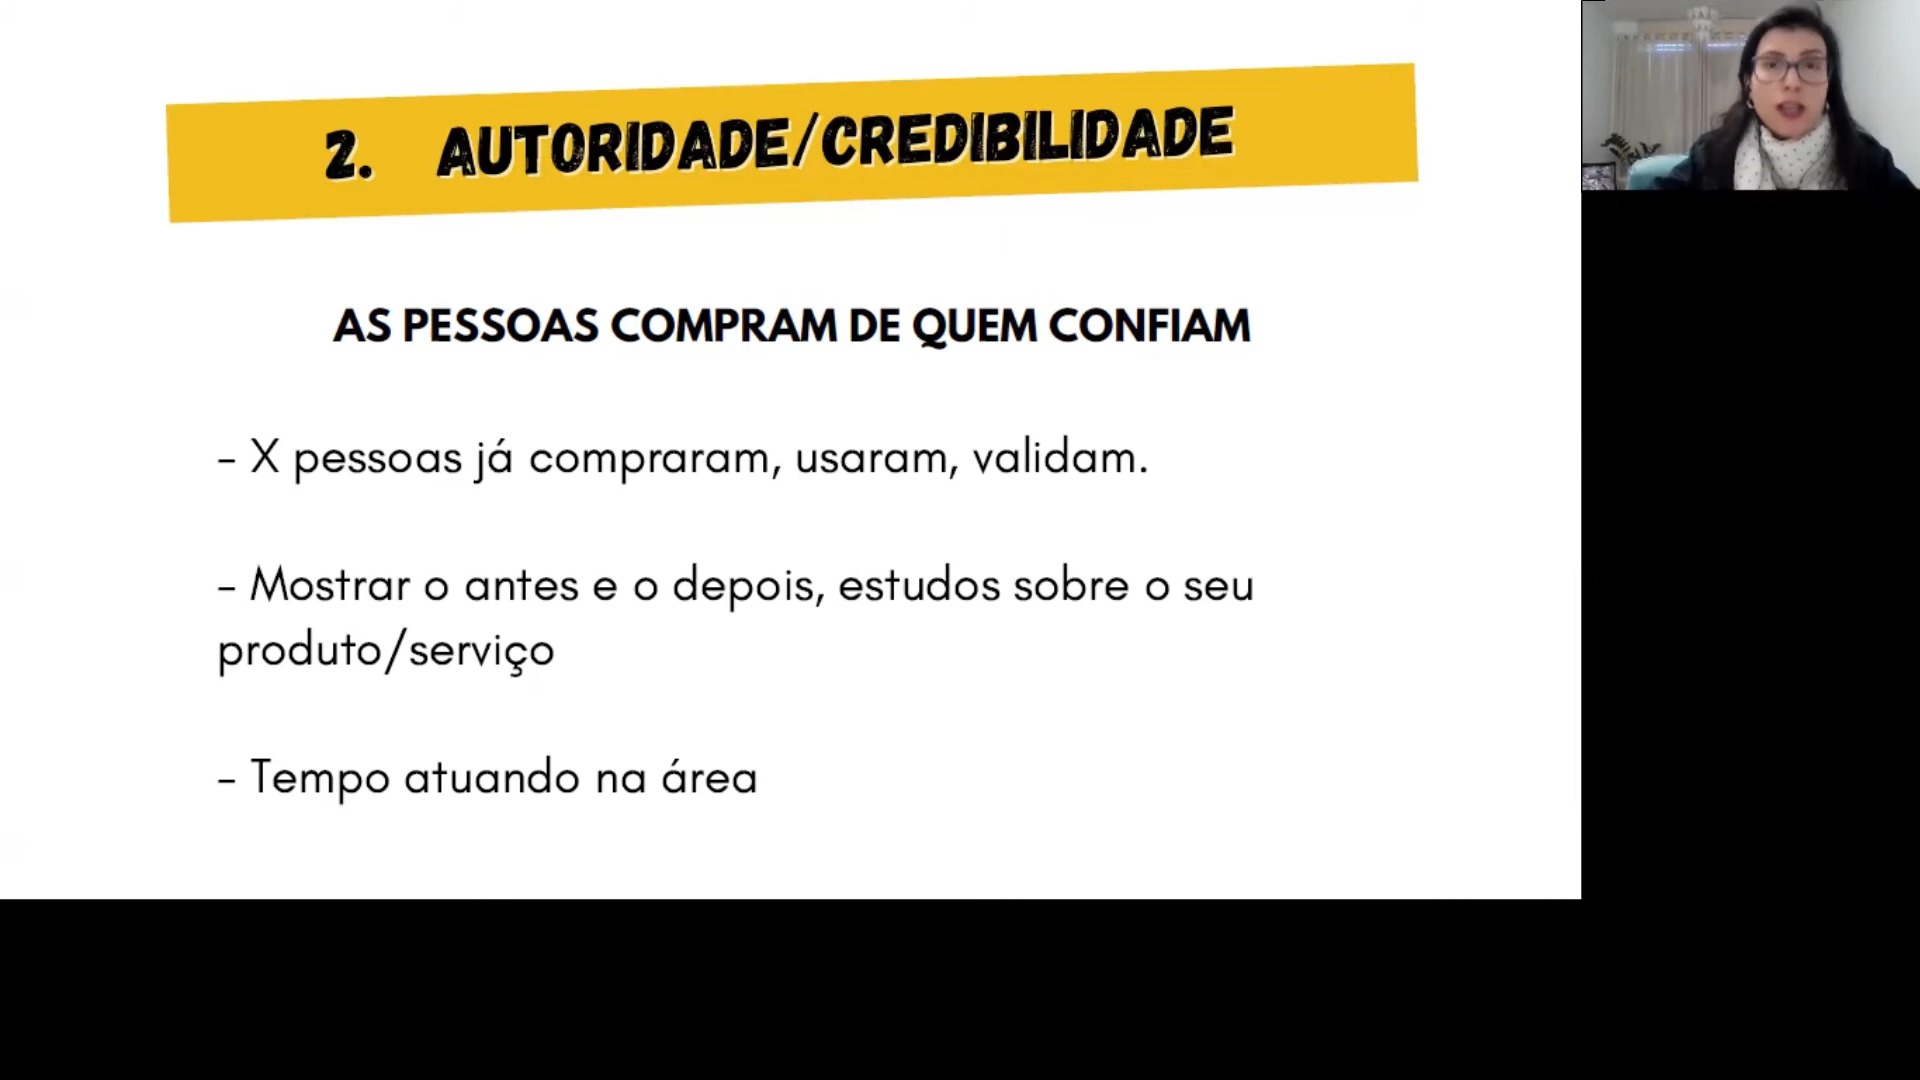 2. AUTORIDADE/CREDIBILIDADE
AS PESSOAS COMPRAM DE QUEM CONFIAM
- X pessoas já compraram, usaram, validam.
- Mostrar o antes e o depois, estudos sobre o seu
produto/serviço
- Tempo atuando na área